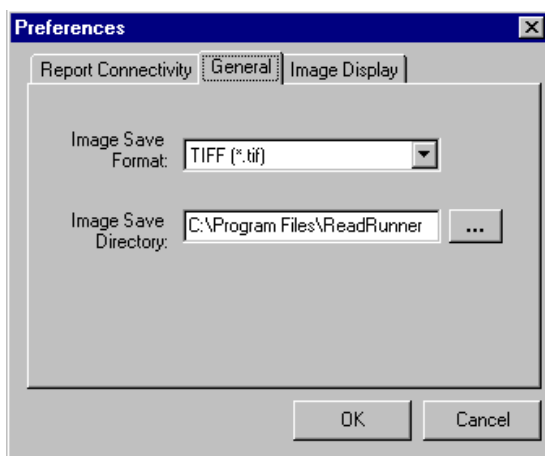 Preferences
Report Connectivity General Image Display
Image Save
Format:
TIFF (*.tif)
Image Save
Directory:
C:\Program Files\ReadRunner
...
OK Cancel